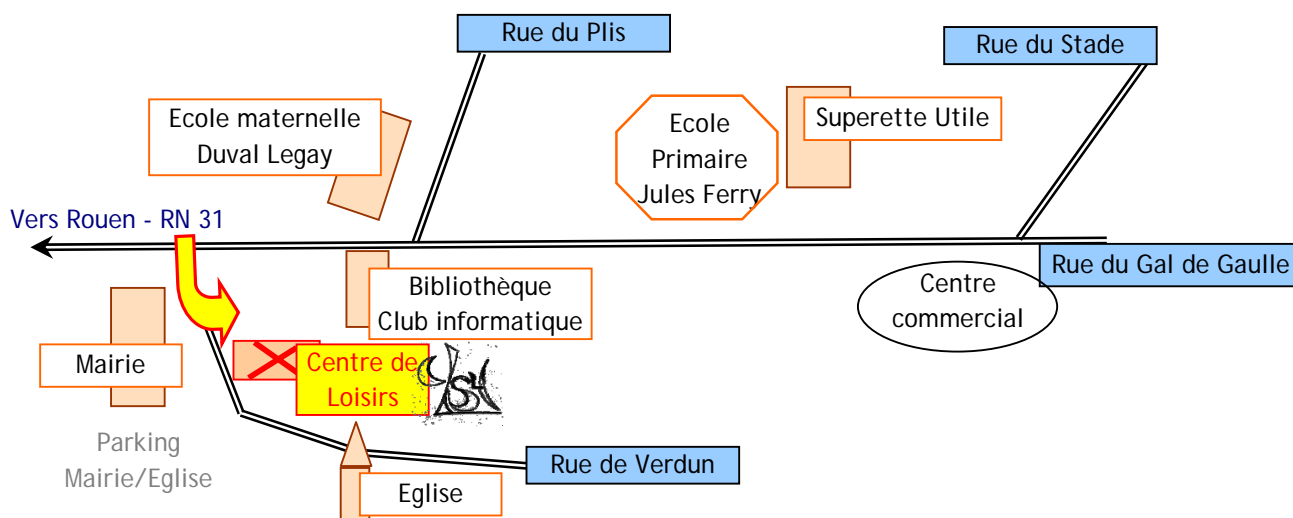 Rue du Plis
Rue du Stade
Ecole maternelle
Duval Legay
Ecole
Primaire
Jules Ferry
Superette Utile
Vers Rouen - RN 31
Rue du Gal de Gaulle
Bibliothèque
Club informatique
Centre
commercial
Mairie
Centre de
Loisirs
Parking
Mairie/Eglise
Rue de Verdun
Eglise